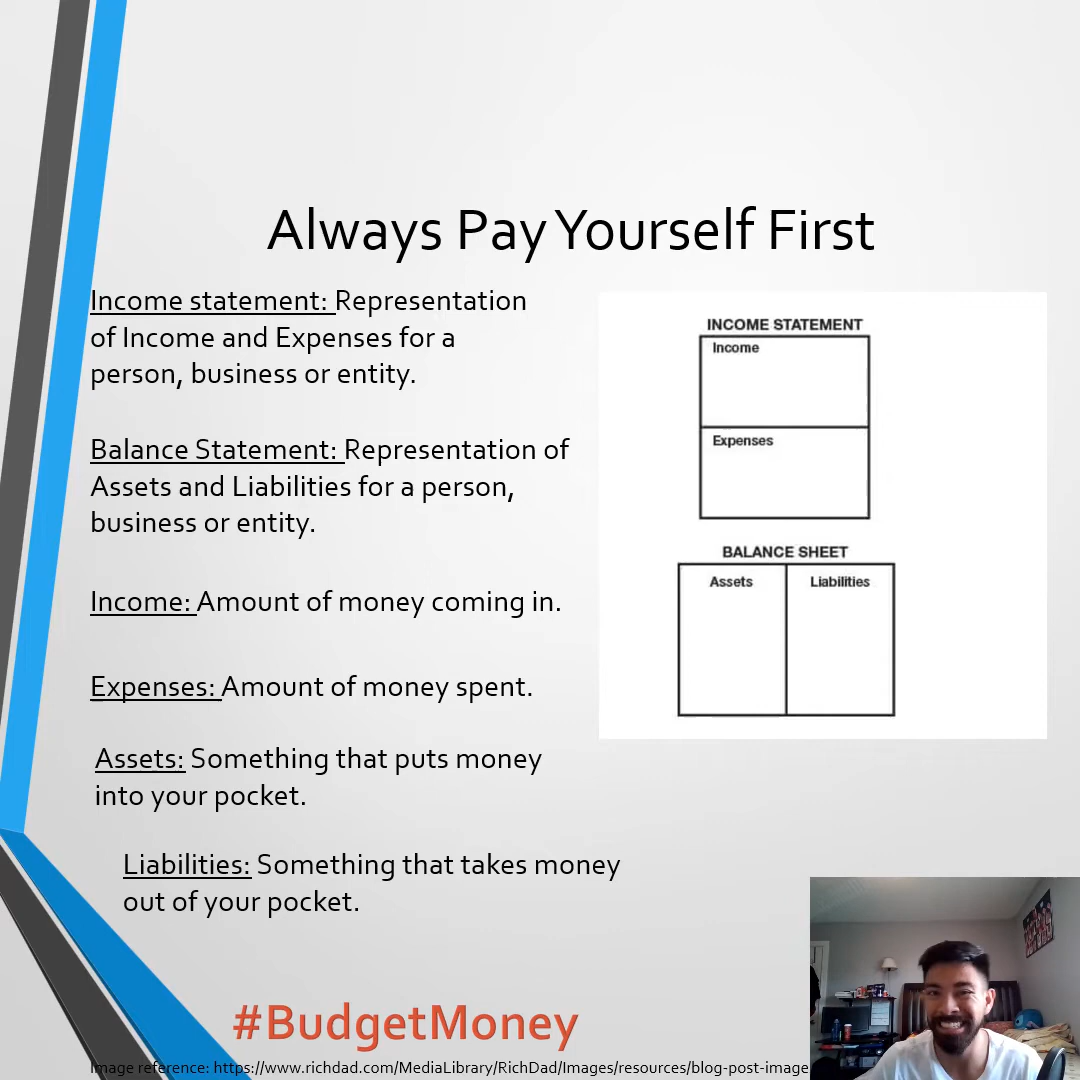 Always Pay Yourself First
Income statement: Representation
of Income and Expenses for a
person, business or entity.
Balance Statement: Representation of
Assets and Liabilities for a person,
business or entity.
Income: Amount of money coming in.
Expenses: Amount of money spent.
Assets: Something that puts money
into your pocket.
Liabilities: Something that takes money
out of your pocket.
INCOME STATEMENT
Income
Expenses
BALANCE SHEET
Assets
Liabilities
#BudgetMoney
Image reference: https://www.richdad.com/MediaLibrary/RichDad/Images/resources/blog-post-image